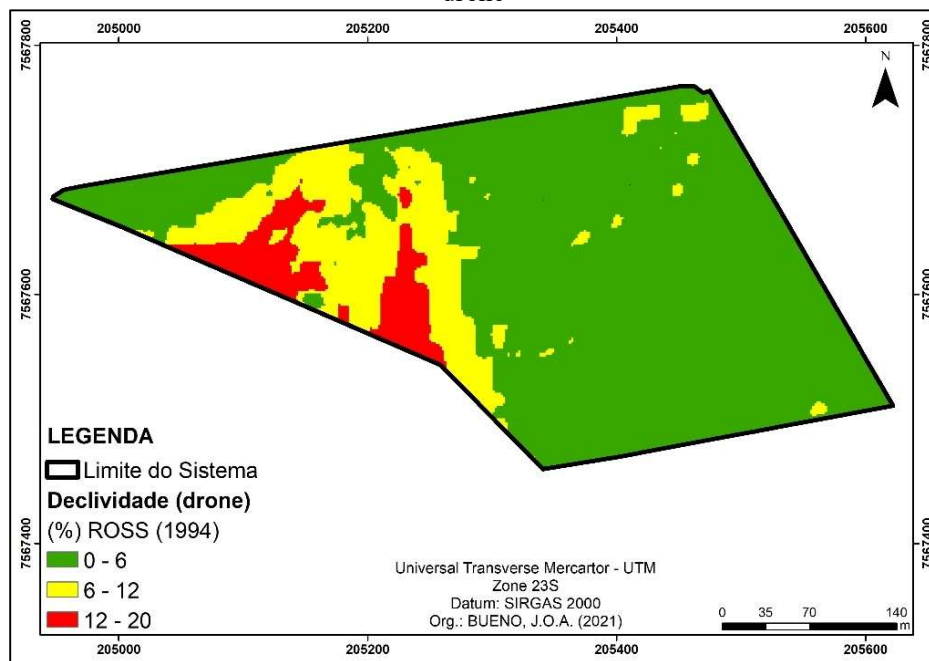 drone
205000 205200 205400 205600
7567800 7567800
N
7567600 7567600
LEGENDA
Limite do Sistema
Declividade (drone)
(%) ROSS (1994)
0 - 6
6 - 12
12 - 20
7567400 7567400
Universal Transverse Mercartor - UTM
Zone 23S
Datum: SIRGAS 2000
Org.: BUENO, J.O.A. (2021)
0 35 70 140
m
205000 205200 205400 205600